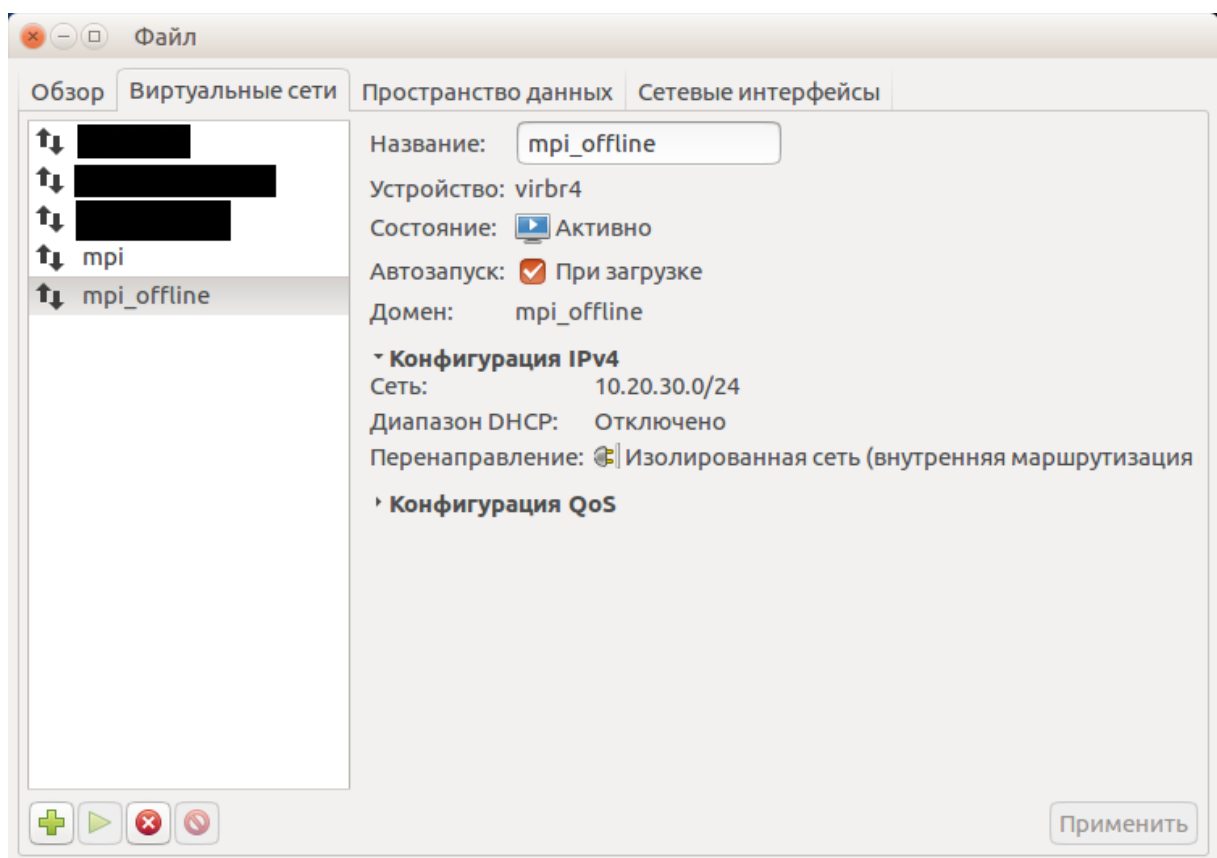 Файл
Обзор Виртуальные сети Пространство данных Сетевые интерфейсы
mpi
mpi_offline
Название: mpi_offline
Устройство: virbr4
Состояние: Активно
Автозапуск: При загрузке
Домен: mpi_offline
Конфигурация IPv4
Сеть: 10.20.30.0/24
Диапазон DHCP: Отключено
Перенаправление: Изолированная сеть (внутренняя маршрутизация
Конфигурация QoS
Применить